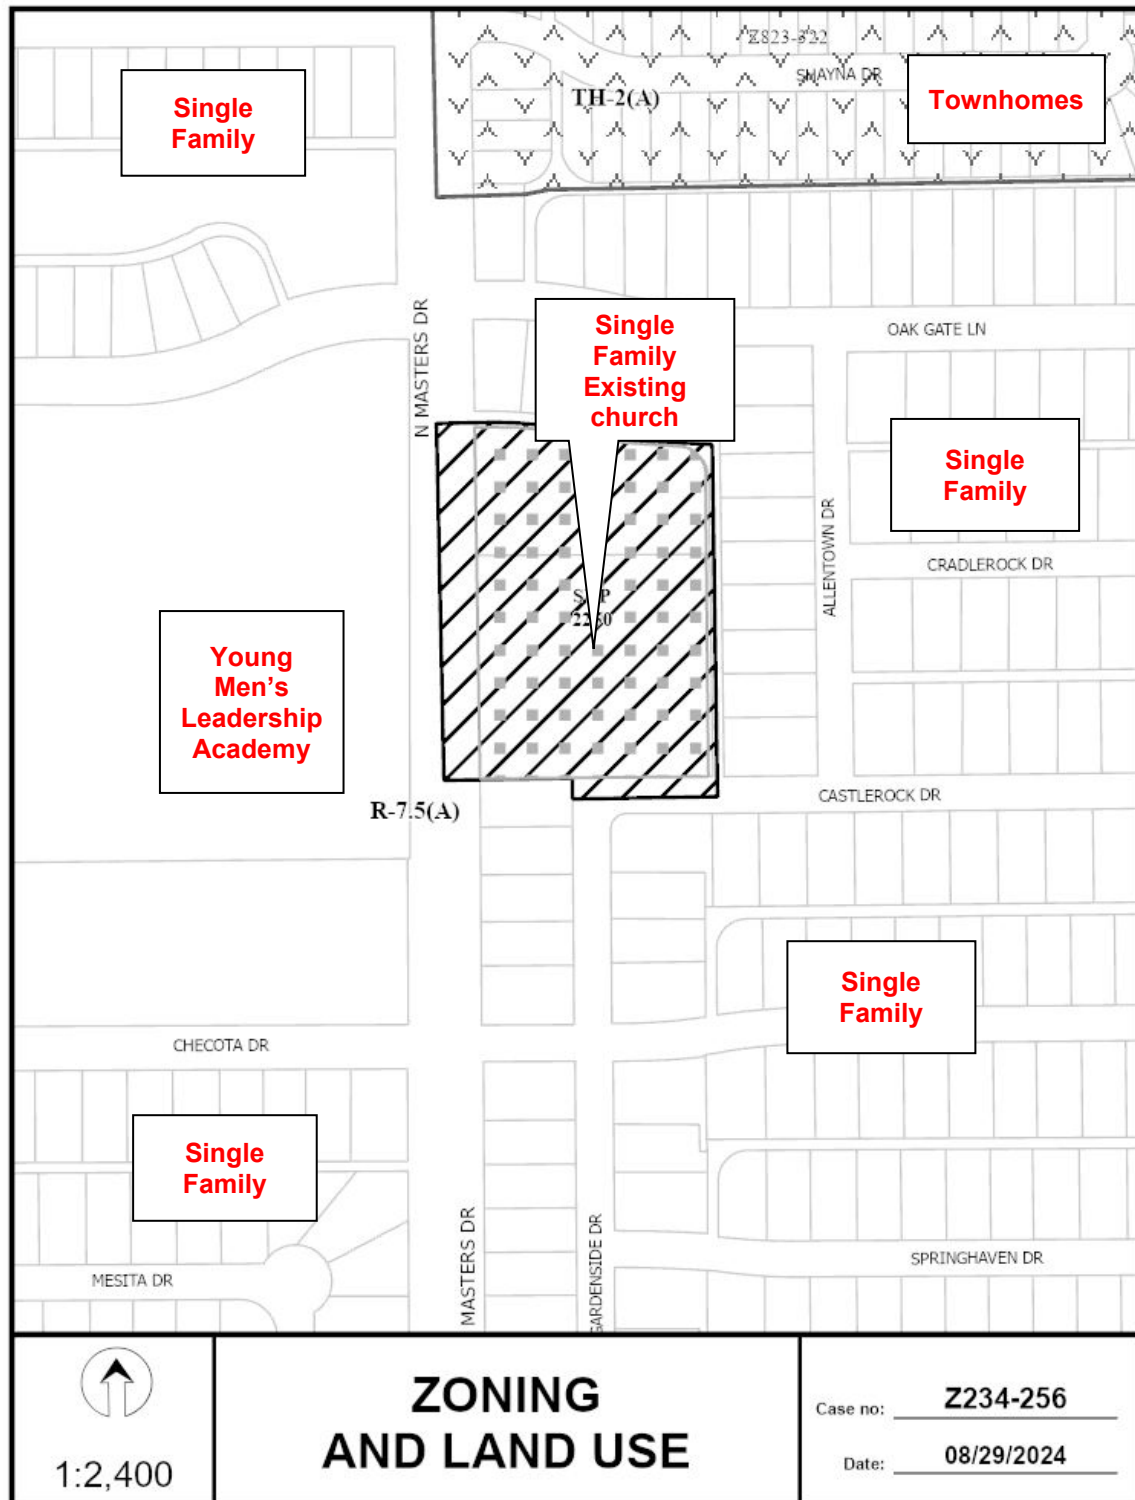 Z823-322
SHAYNA DR
TH-2(A)
Townhomes
Single
Family
N MASTERS DR
OAK GATE LN
Single
Family
Existing
church
Single
Family
ALLENTOWN DR
CRADLEROCK DR
Young
Men's
Leadership
Academy
R-7.5(A)
CASTLEROCK DR
Single
Family
CHECOTA DR
Single
Family
MASTERS DR
GARDENSIDE DR
SPRINGHAVEN DR
MESITA DR
1:2,400
ZONING
AND LAND USE
Case no: Z234-256
Date: 08/29/2024